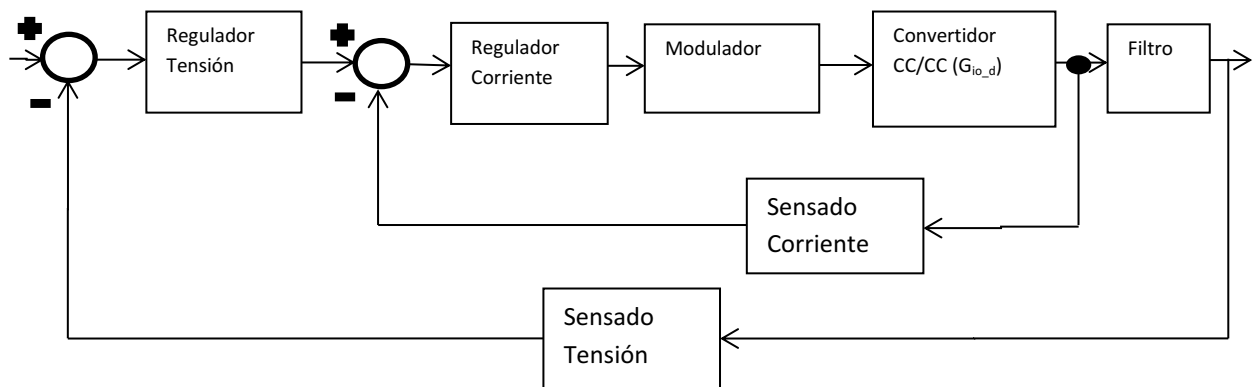 Regulador
Tensión
Regulador
Corriente
Modulador
Convertidor
CC/CC (Gio_d)
Filtro
Sensado
Corriente
Sensado
Tensión